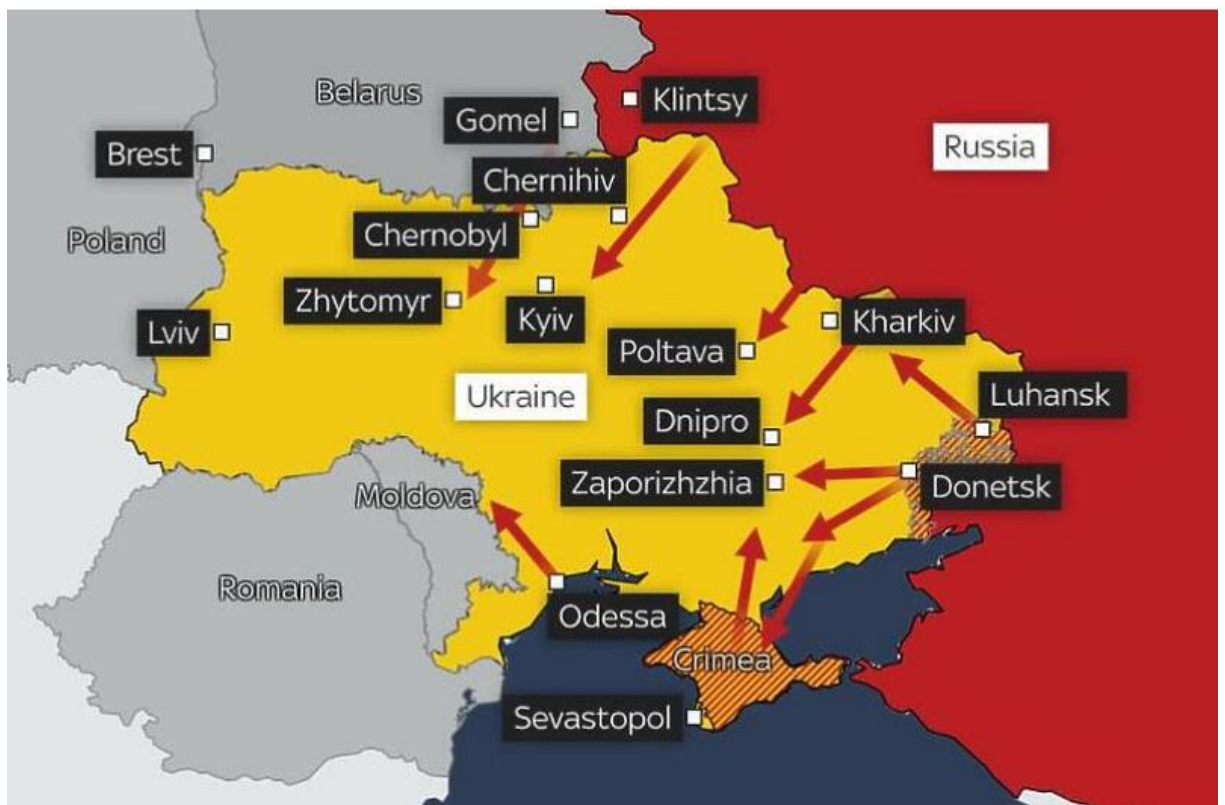 Belarus
Klintsy
Gomel
Brest
Russia
Chernihiv
Poland
Chernobyl
Zhytomyr
Kyiv
Lviv
Kharkiv
Poltava
Ukraine
Luhansk
Dnipro
Zaporizhzhia
Donetsk
Moldova
Romania
Odessa
Crimea
Sevastopol